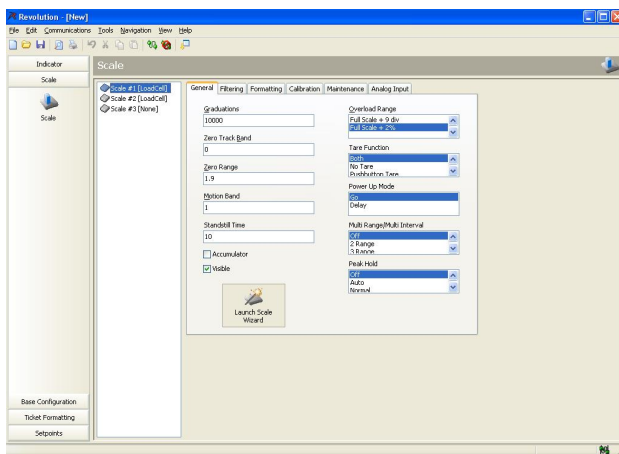 Revolution - [New]
File Edit Communications Tools Navigation View Help
Indicator
Scale
Scale
Base Configuration
Ticket Formatting
Setpoints
Scale
Scale #1 [LoadCell]
Scale #2 [LoadCell]
Scale #3 [None]
General Filtering Formatting Calibration Maintenance Analog Input
Graduations
10000
Zero Track Band
0
Zero Range
1.9
Motion Band
1
Standstill Time
10
Accumulator
Visible
Launch Scale
Wizard
Overload Range
Full Scale + 9 div
Full Scale + 2%
Tare Function
Both
No Tare
Pushbutton Tare
Power Up Mode
Go
Delay
Multi Range/Multi Interval
Off
2 Range
3 Range
Peak Hold
Off
Auto
Normal